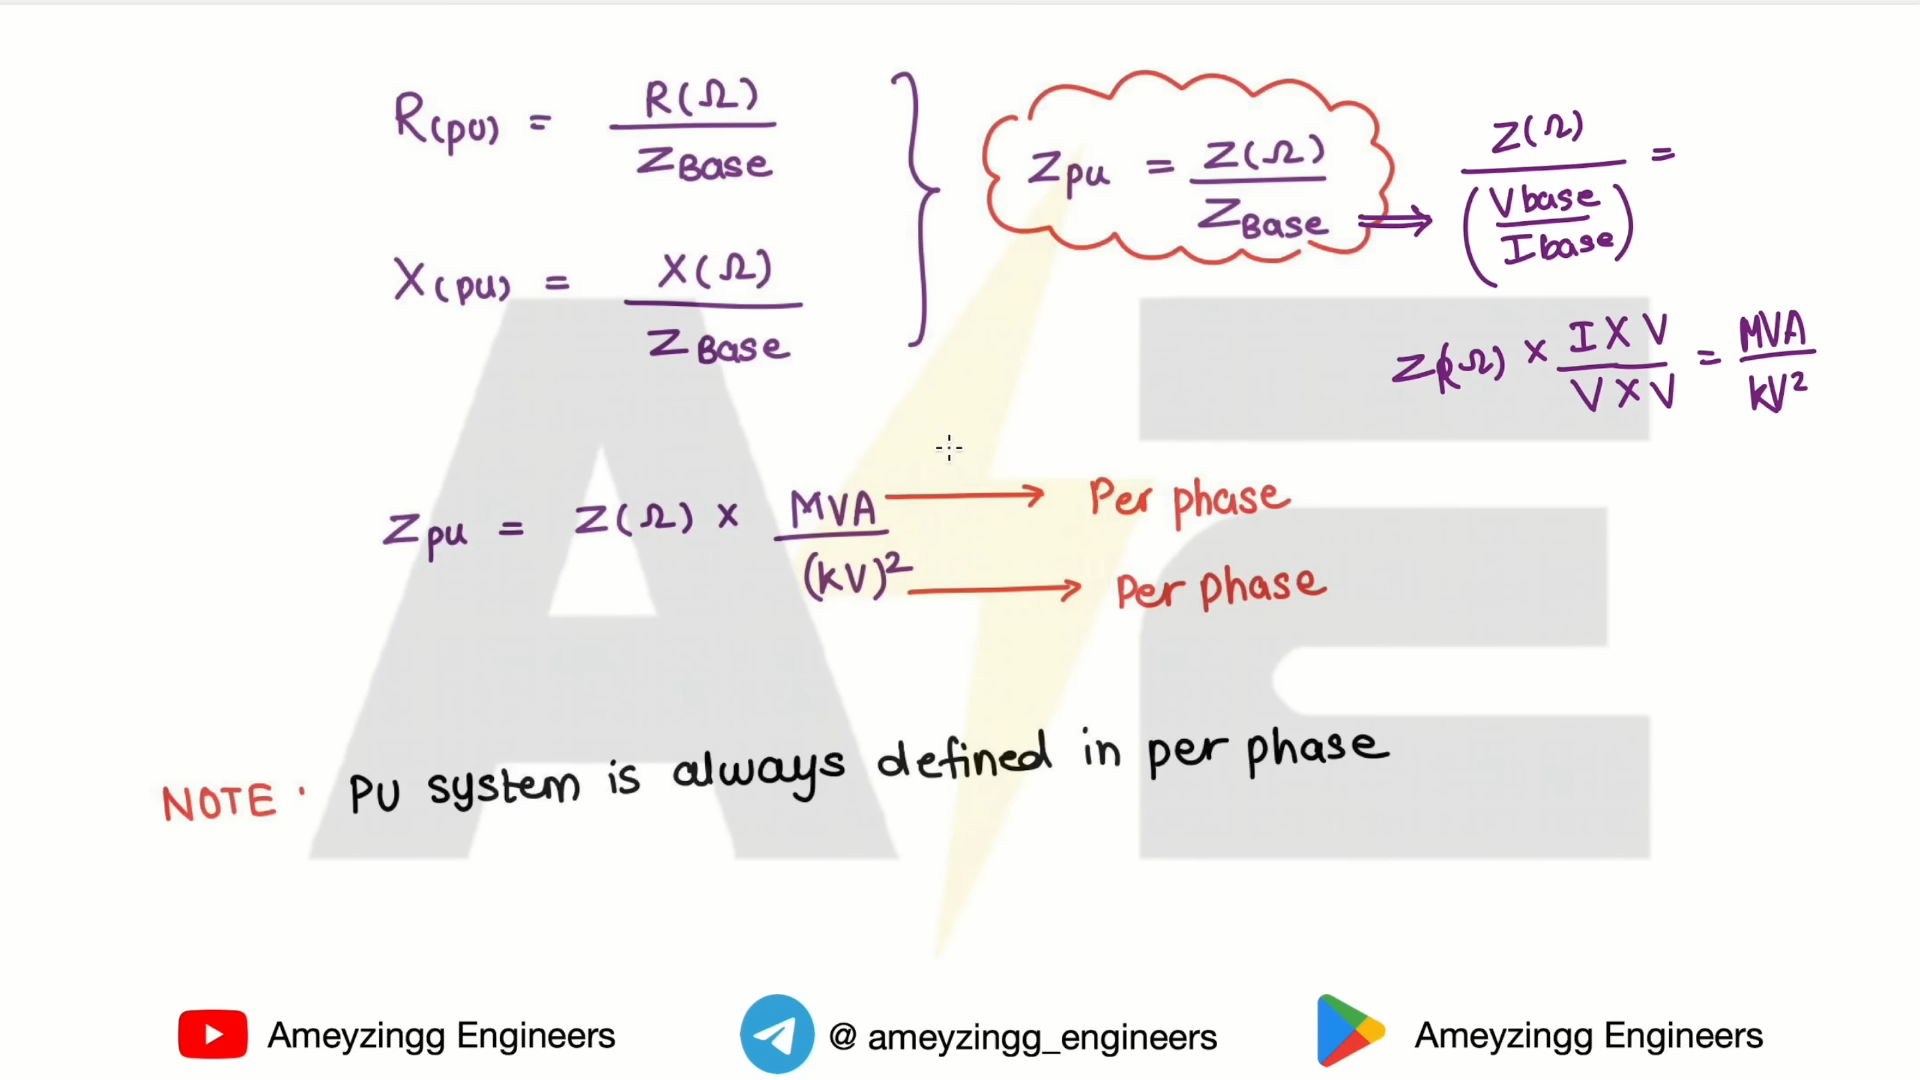 R(pu) = R(Ω) / ZBase
X(pu) = X(Ω) / ZBase
Zpu = Z(Ω) / ZBase ⟹ Z(Ω) / (Vbase / Ibase) =
Z(Ω) × I X V / V X V = MVA / kV²
Zpu = Z(Ω) × MVA / (kV)²
→ Per phase
→ Per phase
NOTE : PU system is always defined in per phase
Ameyzingg Engineers
@ ameyzingg_engineers
Ameyzingg Engineers